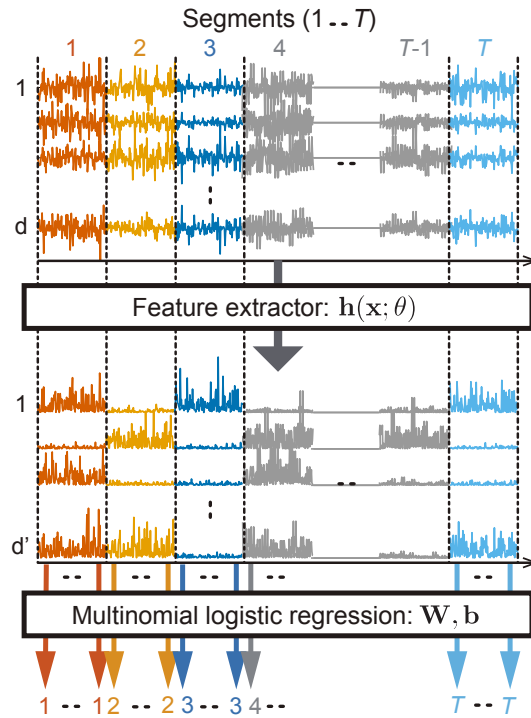 Segments (1 -- T)
1 2 3 4 T-1 T
1
--
d
Feature extractor: h(x; θ)
1
--
d'
-- -- -- -- --
Multinomial logistic regression: W, b
1 -- 1 2 -- 2 3 -- 3 4 -- T -- T